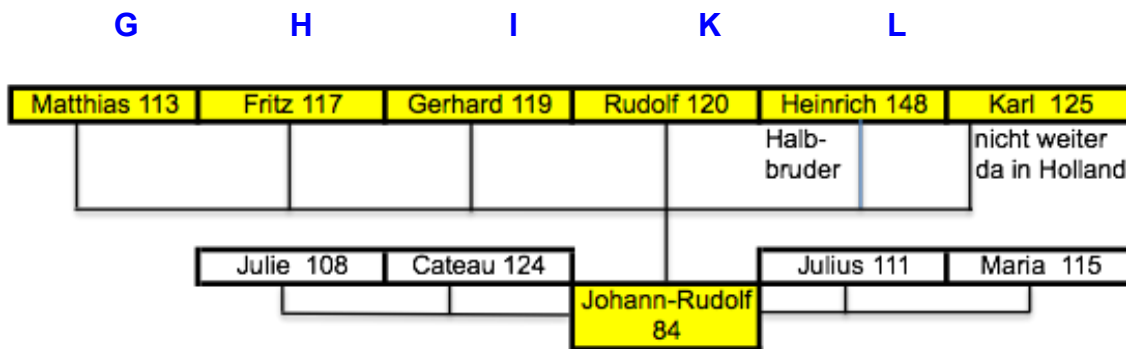 G H I K L
Matthias 113 Fritz 117 Gerhard 119 Rudolf 120 Heinrich 148 Karl 125
Halb- nicht weiter
bruder da in Holland
Julie 108 Cateau 124 Julius 111 Maria 115
Johann-Rudolf
84